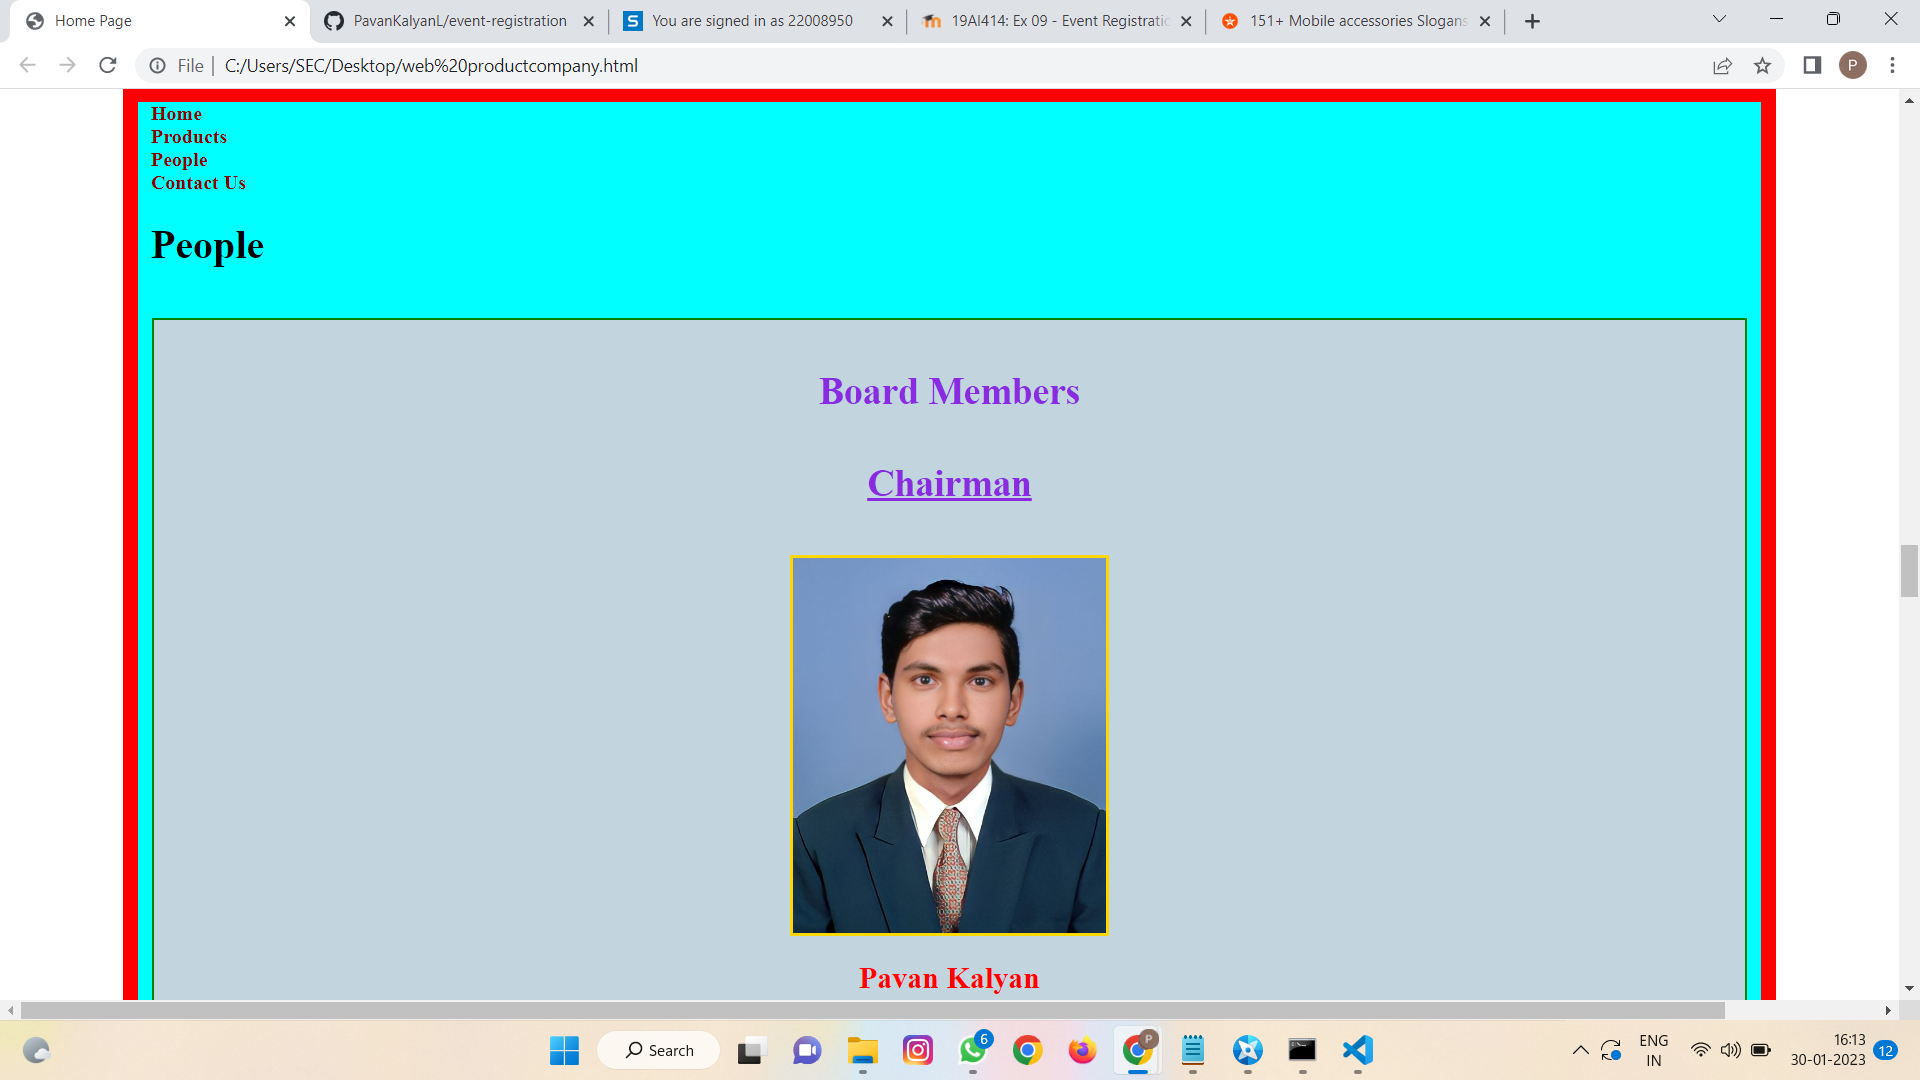 Home Page
PavanKalyanL/event-registration
You are signed in as 22008950
19AI414: Ex 09 - Event Registratio
151+ Mobile accessories Slogans
File
C:/Users/SEC/Desktop/web%20productcompany.html
P
Home
Products
People
Contact Us
People
Board Members
Chairman
Pavan Kalyan
Search
6
P
ENG
IN
16:13
30-01-2023
12